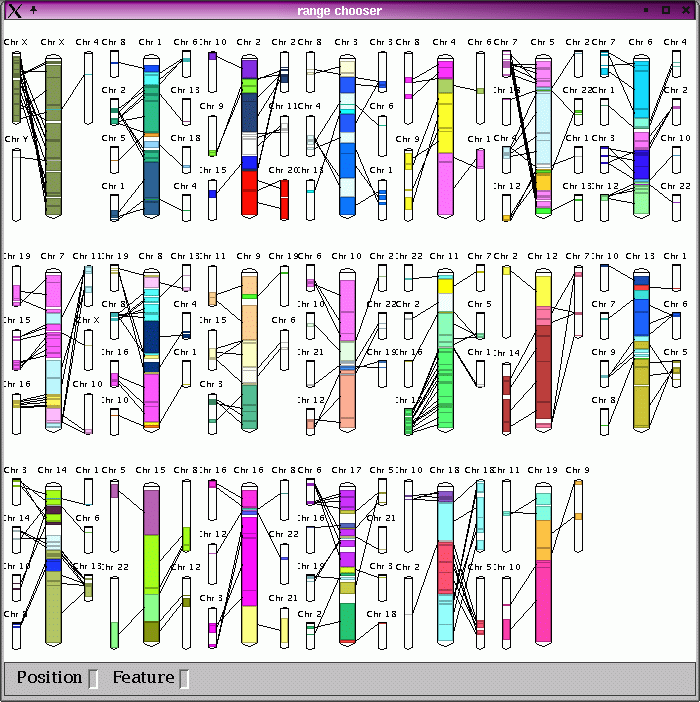 range chooser
Chr X Chr X Chr 4 Chr 8 Chr 1 Chr 6 Chr 10 Chr 2 Chr 2 Chr 8 Chr 3 Chr 3 Chr 8 Chr 4 Chr 6 Chr 7 Chr 5 Chr 2 Chr 7 Chr 6 Chr 4
Chr 18
Chr 2 Chr 13 Chr 22 Chr 1 Chr 2
Chr 9 Chr 11 Chr 4 Chr 6
Chr Y Chr 5 Chr 18 Chr 9 Chr 1 Chr 4 Chr 1 Chr 3 Chr 10
Chr 15 Chr 20 Chr 18
Chr 1 Chr 4 Chr 12 Chr 13 Chr 12 Chr 22
Chr 19 Chr 7 Chr 11 Chr 19 Chr 8 Chr 13 Chr 11 Chr 9 Chr 19 Chr 6 Chr 10 Chr 2 Chr 22 Chr 11 Chr 7 Chr 2 Chr 12 Chr 7 Chr 10 Chr 13 Chr 1
Chr 8 Chr 4 Chr 10 Chr 22 Chr 2 Chr 5 Chr 7 Chr 6
Chr 15 Chr X Chr 15 Chr 6
Chr 16 Chr 1 Chr 21 Chr 19 Chr 16 Chr 1 Chr 14 Chr 9 Chr 5
Chr 16 Chr 10 Chr 10 Chr 3 Chr 12 Chr 8
Chr 3 Chr 14 Chr 1 Chr 5 Chr 15 Chr 8 Chr 16 Chr 16 Chr 8 Chr 6 Chr 17 Chr 5 Chr 10 Chr 18 Chr 18 Chr 11 Chr 19 Chr 9
Chr 14 Chr 6 Chr 12 Chr 22 Chr 16 Chr 21
Chr 10 Chr 13 Chr 22 Chr 12 Chr 19 Chr 3 Chr 2 Chr 5 Chr 10
Chr 8 Chr 3 Chr 21 Chr 2 Chr 18
Position Feature